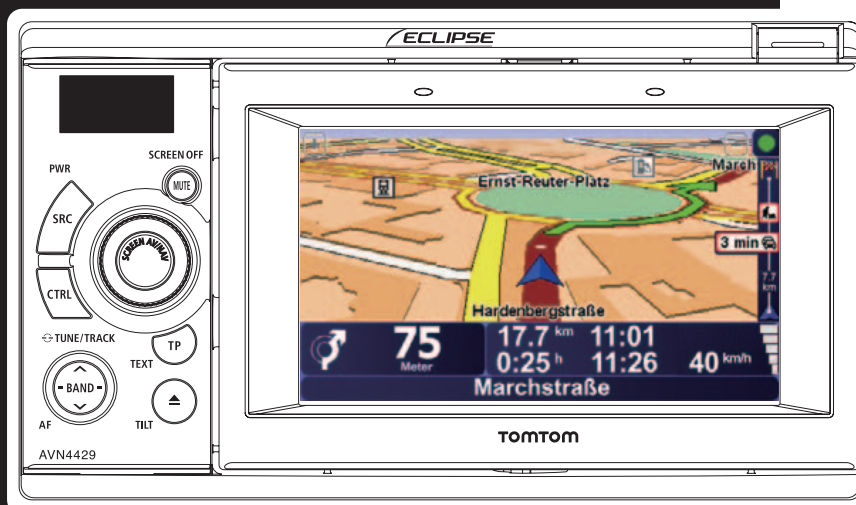 ECLIPSE
SCREEN OFF
PWR
MUTE
SRC
SCREEN AV/NAV
CTRL
TUNE/TRACK
TP
TEXT
BAND
AF
TILT
AVN4429
March
Ernst-Reuter-Platz
3 min
7.7
km
Hardenbergstraße
75
Meter
17.7 km 11:01
0:25 h 11:26 40 km/h
Marchstraße
TOMTOM